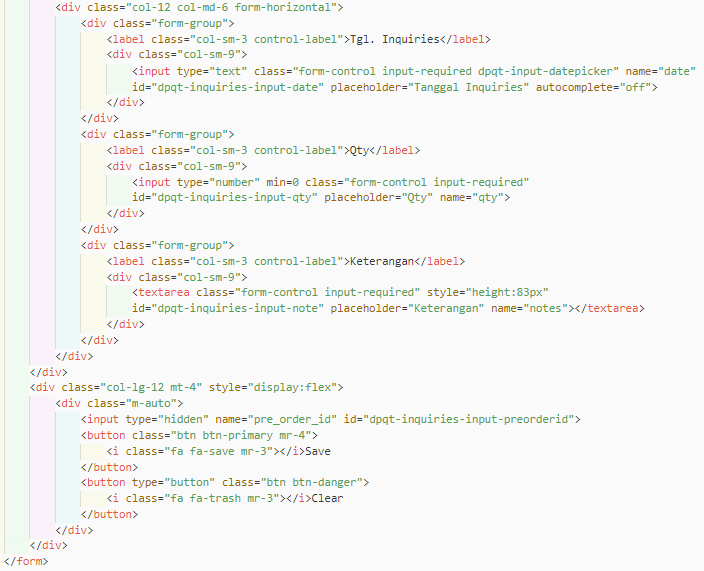 <div class="col-12 col-md-6 form-horizontal">
<div class="form-group">
<label class="col-sm-3 control-label">Tgl. Inquiries</label>
<div class="col-sm-9">
<input type="text" class="form-control input-required dpqt-input-datepicker" name="date"
id="dpqt-inquiries-input-date" placeholder="Tanggal Inquiries" autocomplete="off">
</div>
</div>
<div class="form-group">
<label class="col-sm-3 control-label">Qty</label>
<div class="col-sm-9">
<input type="number" min=0 class="form-control input-required"
id="dpqt-inquiries-input-qty" placeholder="Qty" name="qty">
</div>
</div>
<div class="form-group">
<label class="col-sm-3 control-label">Keterangan</label>
<div class="col-sm-9">
<textarea class="form-control input-required" style="height:83px"
id="dpqt-inquiries-input-note" placeholder="Keterangan" name="notes"></textarea>
</div>
</div>
</div>
</div>
<div class="col-lg-12 mt-4" style="display:flex">
<div class="m-auto">
<input type="hidden" name="pre_order_id" id="dpqt-inquiries-input-preorderid">
<button class="btn btn-primary mr-4">
<i class="fa fa-save mr-3"></i>Save
</button>
<button type="button" class="btn btn-danger">
<i class="fa fa-trash mr-3"></i>Clear
</button>
</div>
</div>
</form>